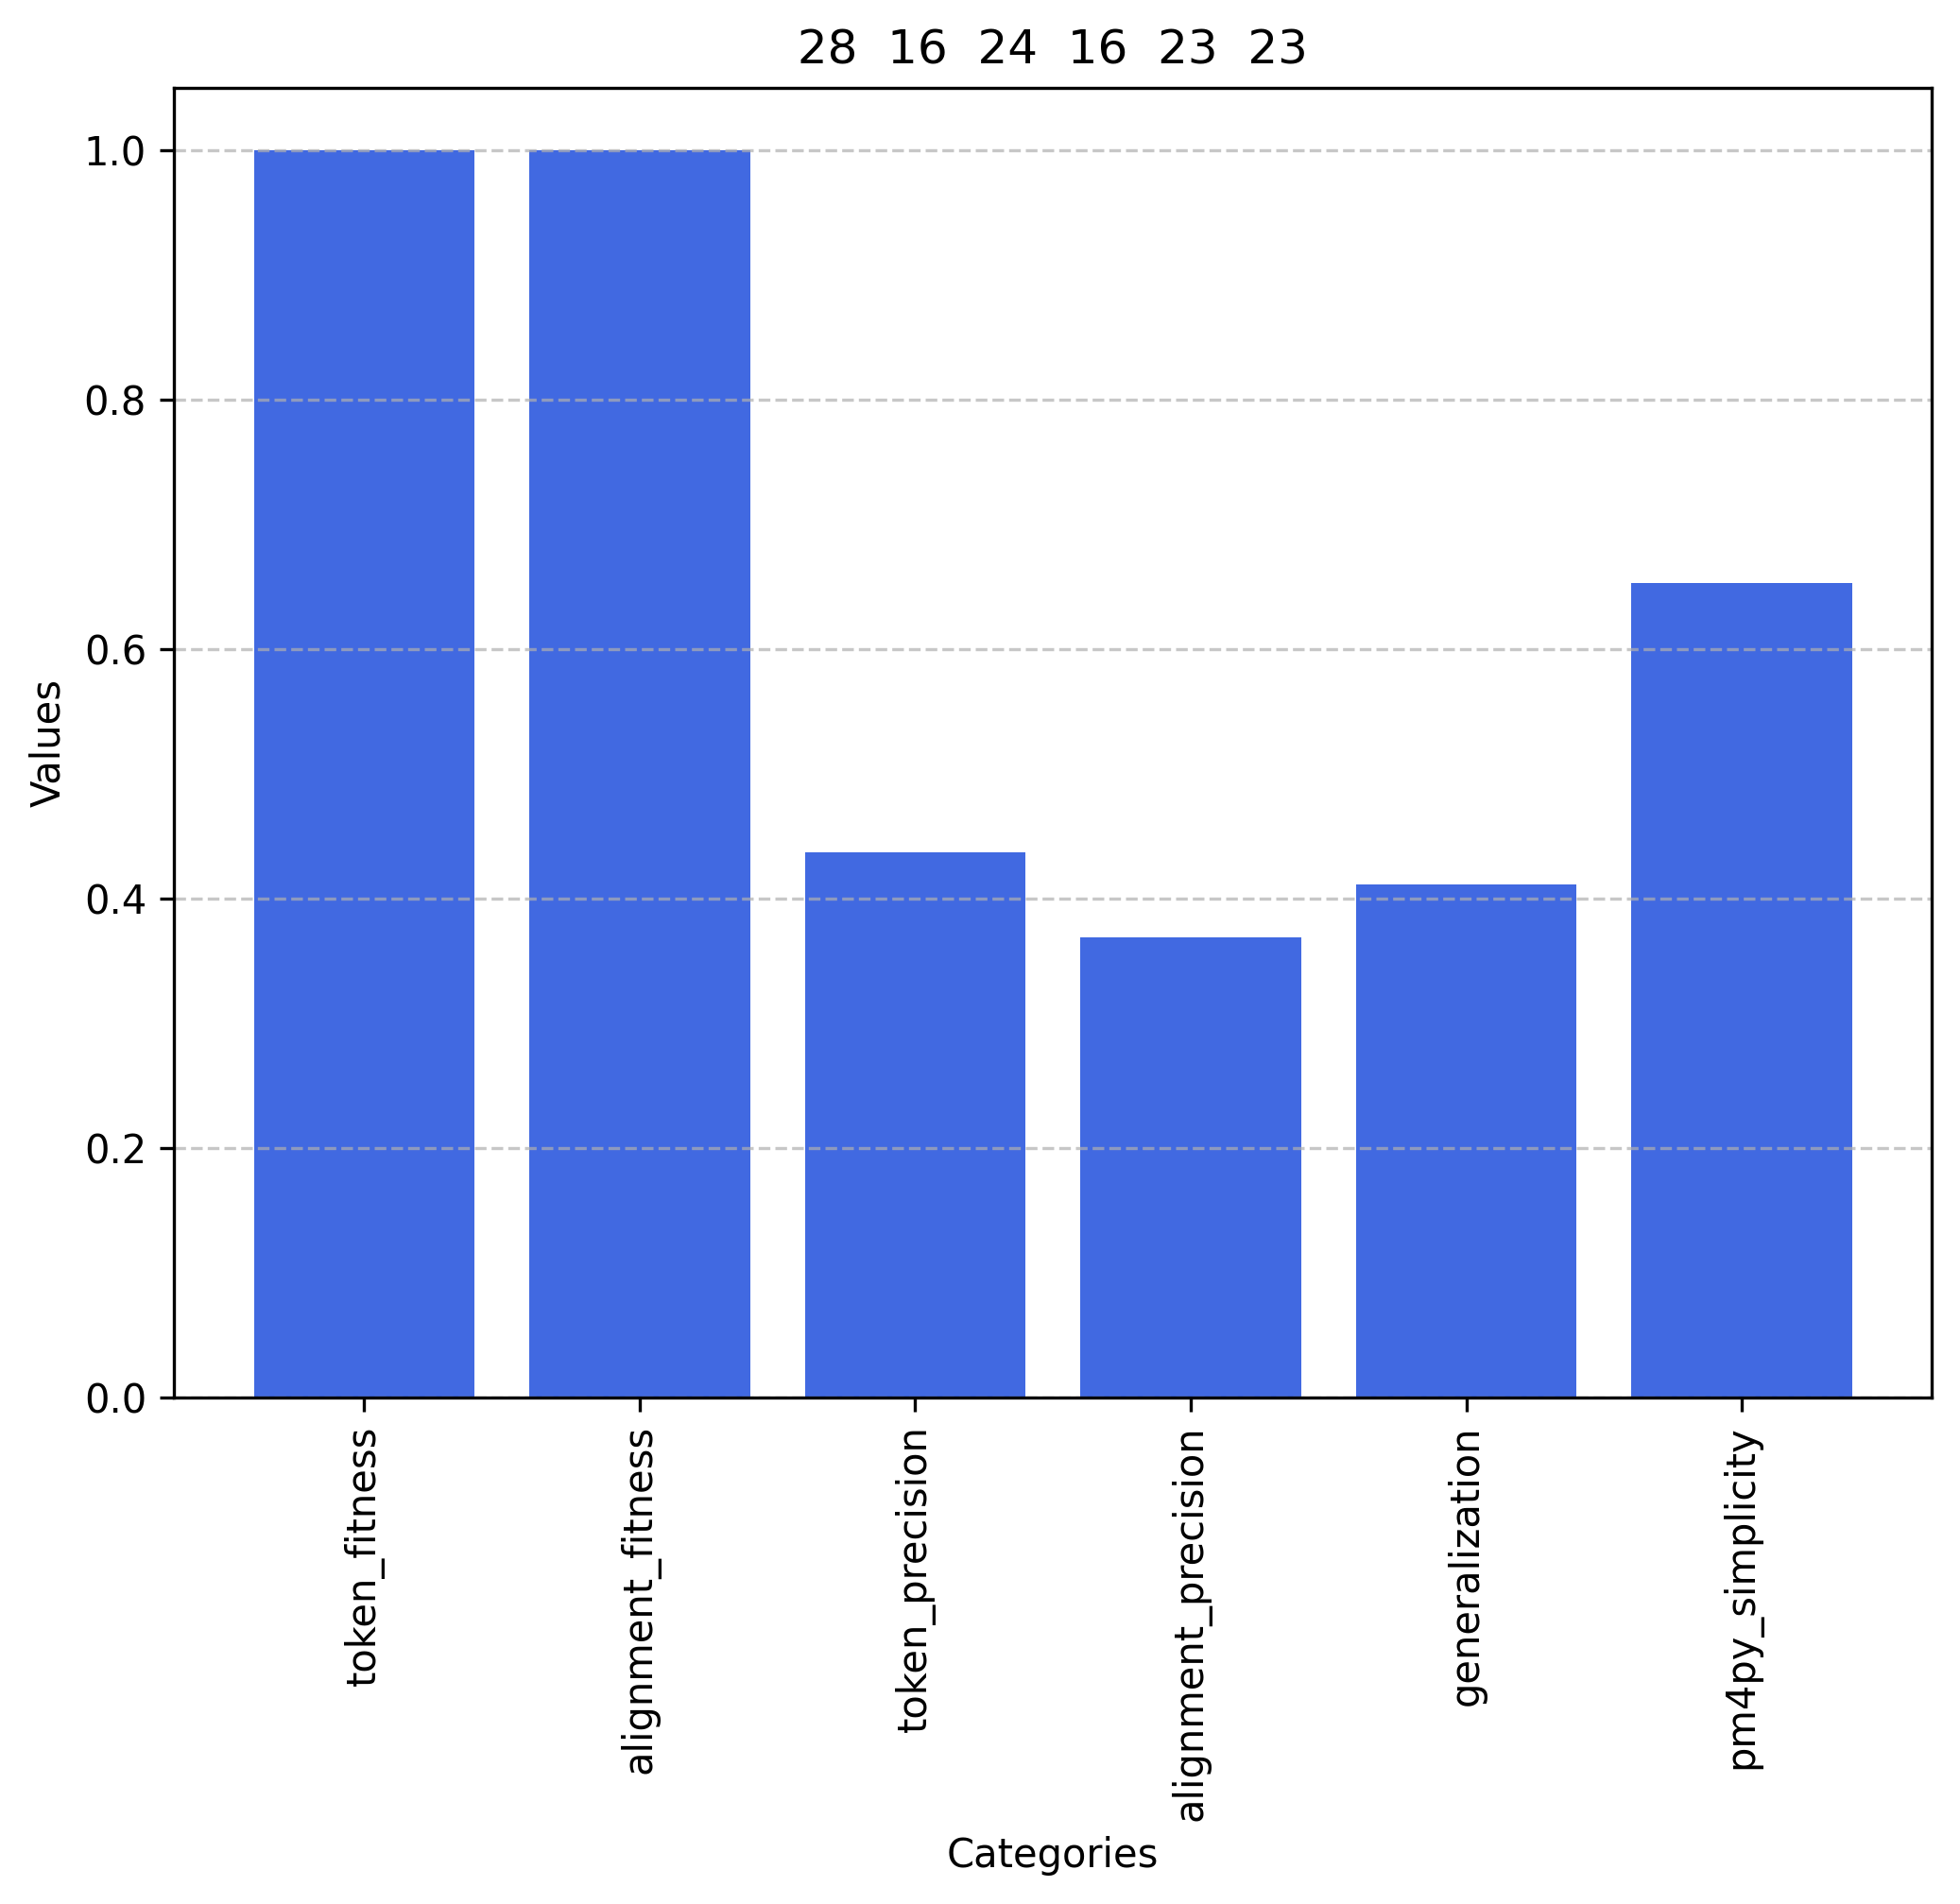 28 16 24 16 23 23
1.0
0.8
0.6
0.4
0.2
0.0
Values
token_fitness
alignment_fitness
token_precision
alignment_precision
generalization
pm4py_simplicity
Categories